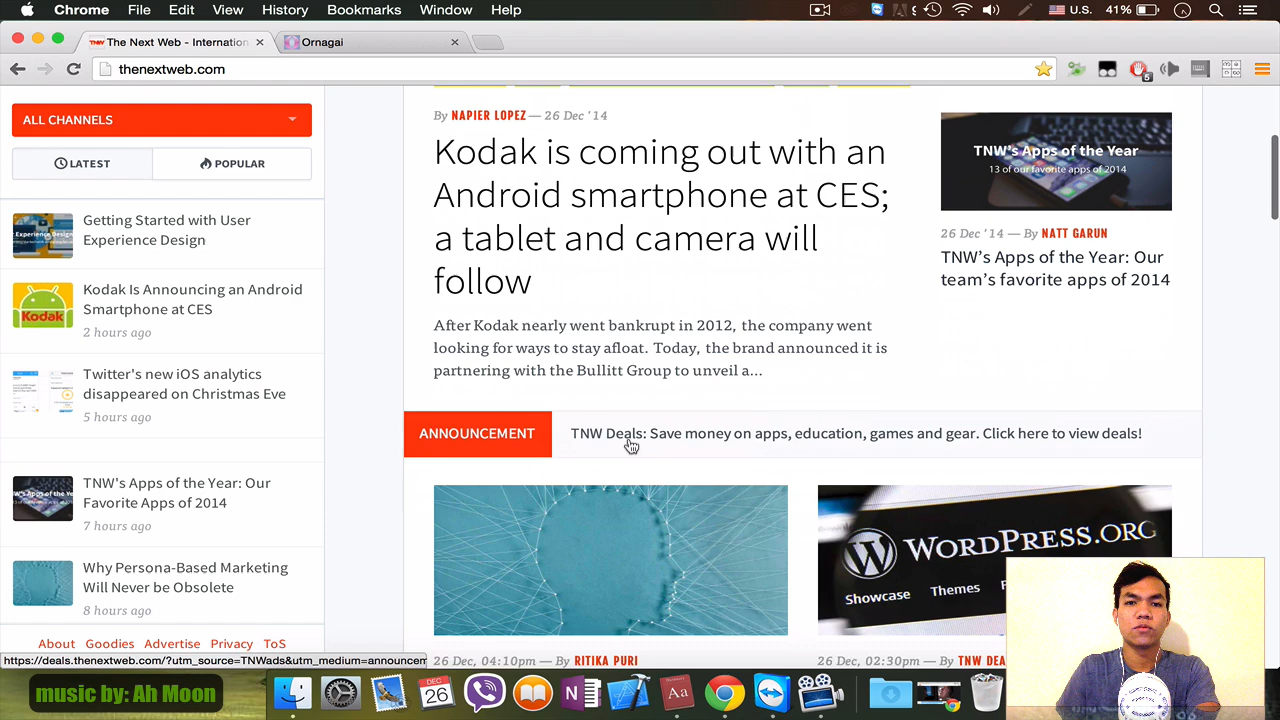 Chrome File Edit View History Bookmarks Window Help
U.S. 41%
The Next Web - Internation
Ornagai
thenextweb.com
5
ALL CHANNELS
LATEST
POPULAR
Getting Started with User
Experience Design
Kodak Is Announcing an Android
Smartphone at CES
2 hours ago
Kodak
Twitter's new iOS analytics
disappeared on Christmas Eve
5 hours ago
TNW's Apps of the Year: Our
Favorite Apps of 2014
7 hours ago
Why Persona-Based Marketing
Will Never be Obsolete
8 hours ago
About Goodies Advertise Privacy ToS
https://deals.thenextweb.com/?utm_source=TNWads&utm_medium=announcem
By NAPIER LOPEZ — 26 Dec '14
Kodak is coming out with an
Android smartphone at CES;
a tablet and camera will
follow
After Kodak nearly went bankrupt in 2012, the company went
looking for ways to stay afloat. Today, the brand announced it is
partnering with the Bullitt Group to unveil a...
TNW's Apps of the Year
13 of our favorite apps of 2014
26 Dec '14 — By NATT GARUN
TNW's Apps of the Year: Our
team's favorite apps of 2014
ANNOUNCEMENT
TNW Deals: Save money on apps, education, games and gear. Click here to view deals!
WORDPRESS.ORG
Showcase Themes
26 Dec, 04:10pm — By RITIKA PURI
26 Dec, 02:30pm — By TNW DEA
music by: Ah Moon
DEC
26
N
Aa